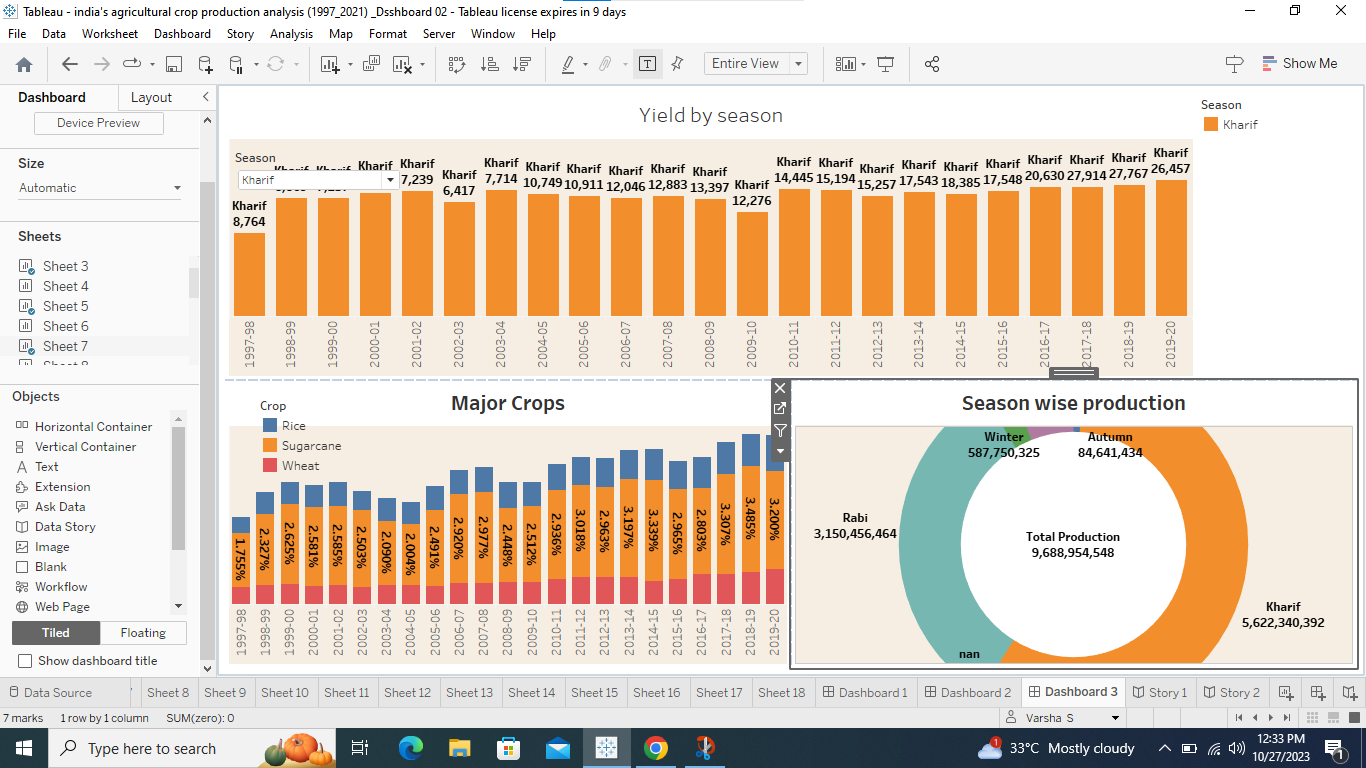 Tableau - india's agricultural crop production analysis (1997_2021) _Dsshboard 02 - Tableau license expires in 9 days
File Data Worksheet Dashboard Story Analysis Map Format Server Window Help
Entire View
Show Me
Dashboard Layout
Device Preview
Size
Automatic
Sheets
Sheet 3
Sheet 4
Sheet 5
Sheet 6
Sheet 7
Objects
Horizontal Container
Vertical Container
Text
Extension
Ask Data
Data Story
Image
Blank
Workflow
Web Page
Tiled Floating
Show dashboard title
Yield by season
Season
Kharif
Season
Kharif
Kharif 8,764
Kharif 7,239
Kharif 6,417
Kharif 7,714
Kharif 10,749
Kharif 10,911
Kharif 12,046
Kharif 12,883
Kharif 13,397
Kharif 12,276
Kharif 14,445
Kharif 15,194
Kharif 15,257
Kharif 17,543
Kharif 18,385
Kharif 17,548
Kharif 20,630
Kharif 27,914
Kharif 27,767
Kharif 26,457
1997-98 1998-99 1999-00 2000-01 2001-02 2002-03 2003-04 2004-05 2005-06 2006-07 2007-08 2008-09 2009-10 2010-11 2011-12 2012-13 2013-14 2014-15 2015-16 2016-17 2017-18 2018-19 2019-20
Major Crops
Crop
Rice
Sugarcane
Wheat
1.755% 2.327% 2.625% 2.581% 2.585% 2.503% 2.090% 2.004% 2.491% 2.920% 2.977% 2.448% 2.512% 2.936% 3.018% 2.963% 3.197% 3.339% 2.965% 2.803% 3.307% 3.485% 3.200%
1997-98 1998-99 1999-00 2000-01 2001-02 2002-03 2003-04 2004-05 2005-06 2006-07 2007-08 2008-09 2009-10 2010-11 2011-12 2012-13 2013-14 2014-15 2015-16 2016-17 2017-18 2018-19 2019-20
Season wise production
Winter
587,750,325
Autumn
84,641,434
Rabi
3,150,456,464
Total Production
9,688,954,548
Kharif
5,622,340,392
nan
Data Source Sheet 8 Sheet 9 Sheet 10 Sheet 11 Sheet 12 Sheet 13 Sheet 14 Sheet 15 Sheet 16 Sheet 17 Sheet 18 Dashboard 1 Dashboard 2 Dashboard 3 Story 1 Story 2
7 marks 1 row by 1 column SUM(zero): 0
Varsha S
Type here to search
1
33°C Mostly cloudy
12:33 PM
10/27/2023
1